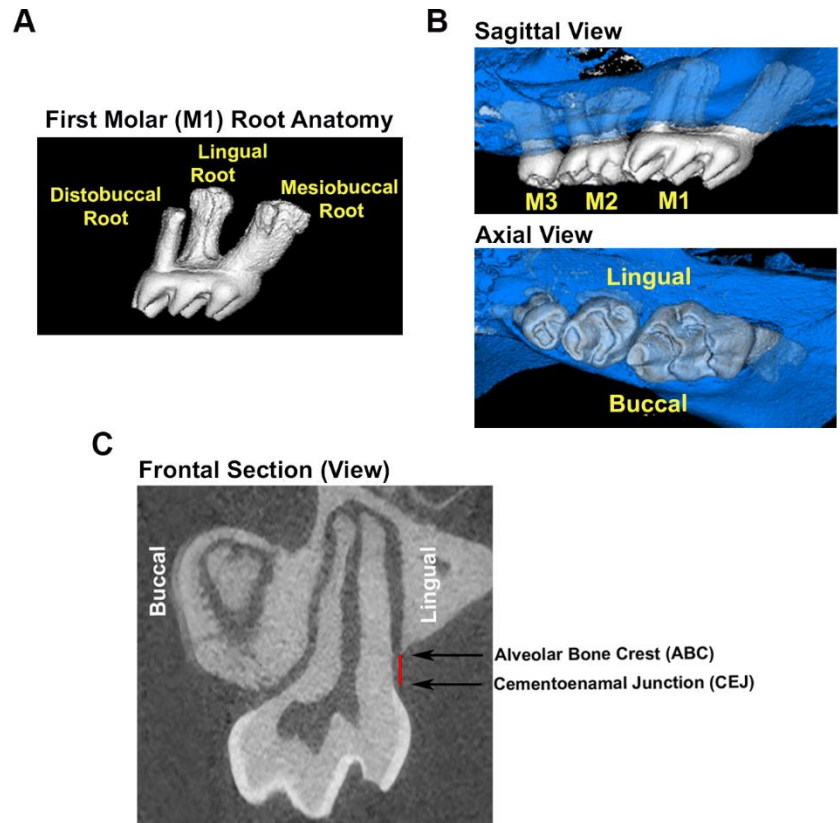 A
First Molar (M1) Root Anatomy
Lingual
Root
Distobuccal
Root
Mesiobuccal
Root
B
Sagittal View
M3 M2 M1
Axial View
Lingual
Buccal
C
Frontal Section (View)
Buccal
Lingual
Alveolar Bone Crest (ABC)
Cementoenamal Junction (CEJ)